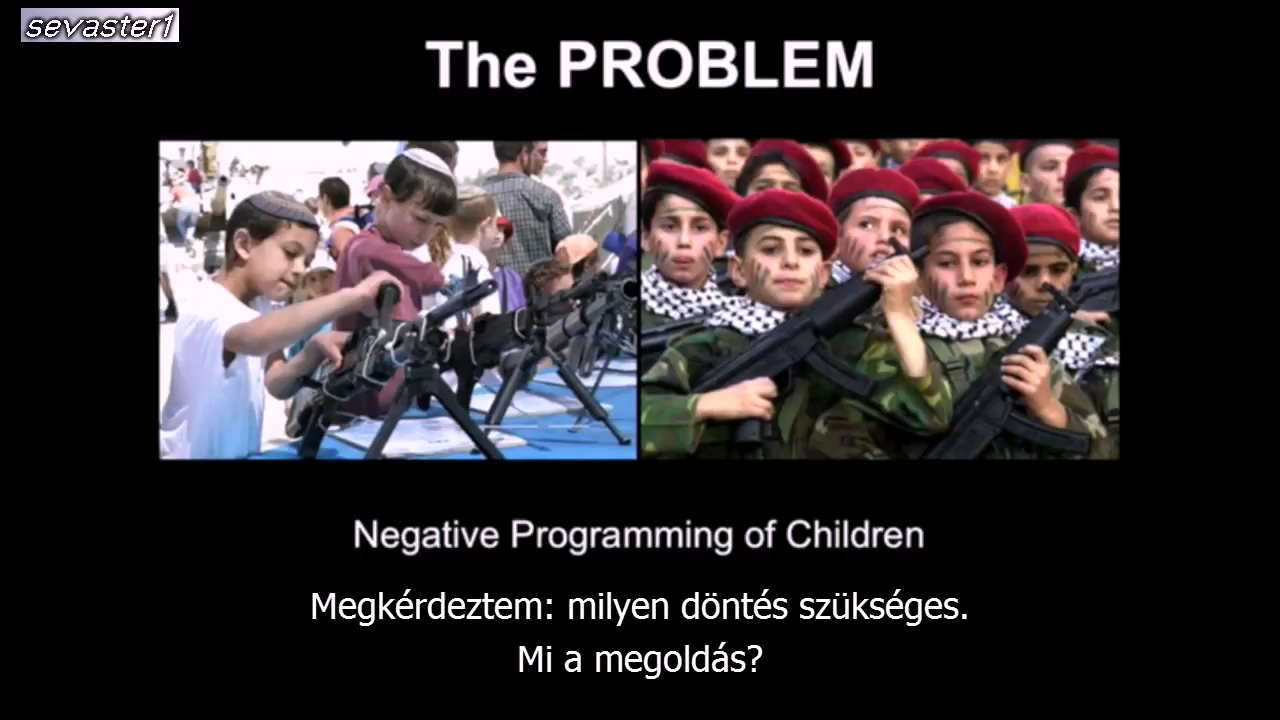 sevaster1
The PROBLEM
Negative Programming of Children
Megkérdeztem: milyen döntés szükséges.
Mi a megoldás?